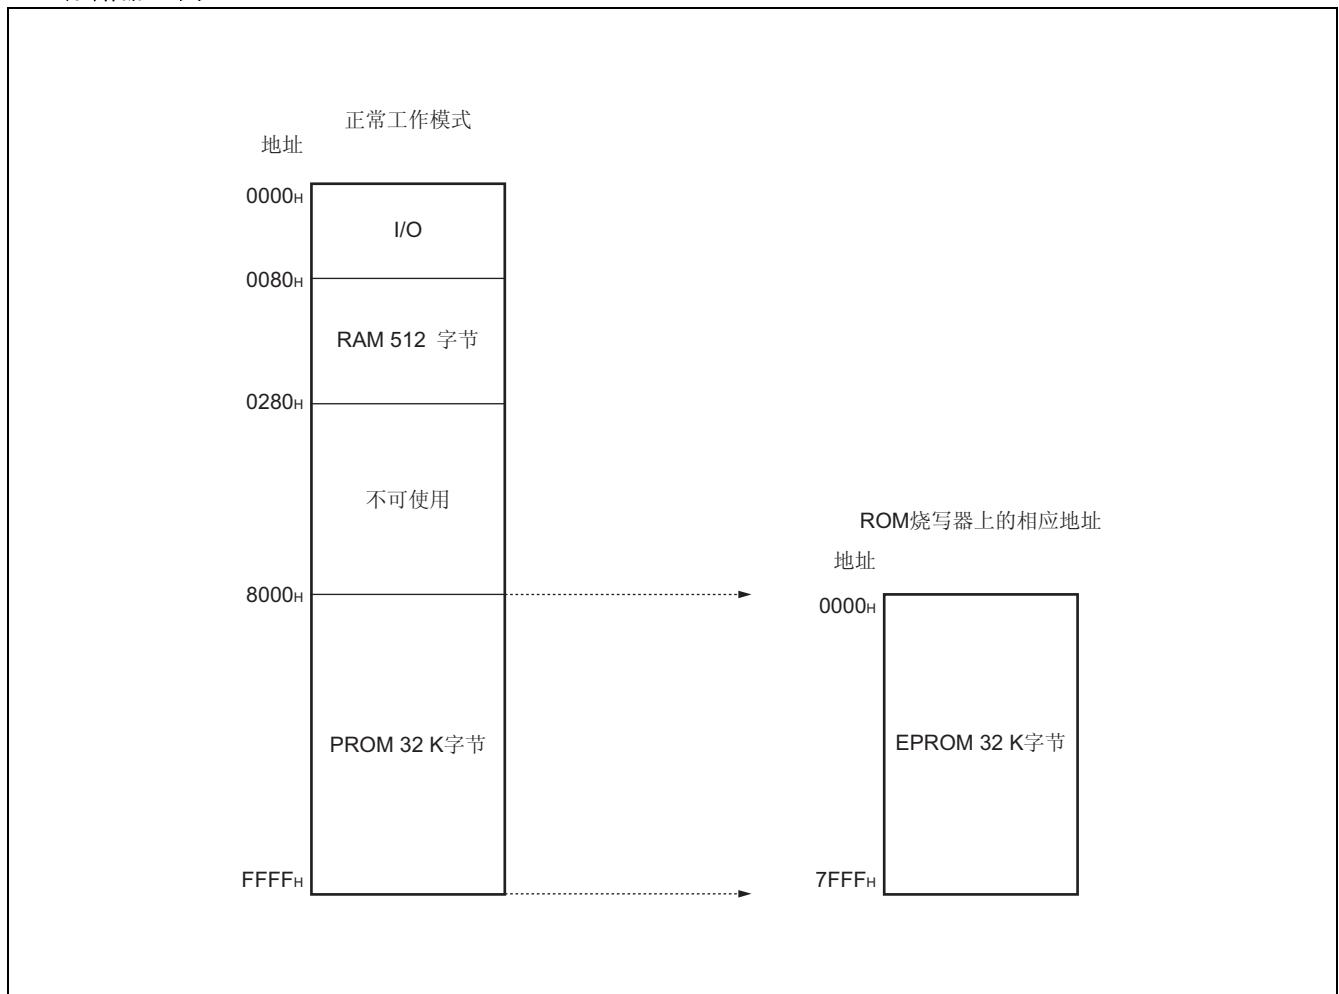 正常工作模式
地址
0000H
I/O
0080H
RAM 512 字节
0280H
不可使用
ROM烧写器上的相应地址
地址
8000H
0000H
PROM 32 K字节
EPROM 32 K字节
FFFFH
7FFFH